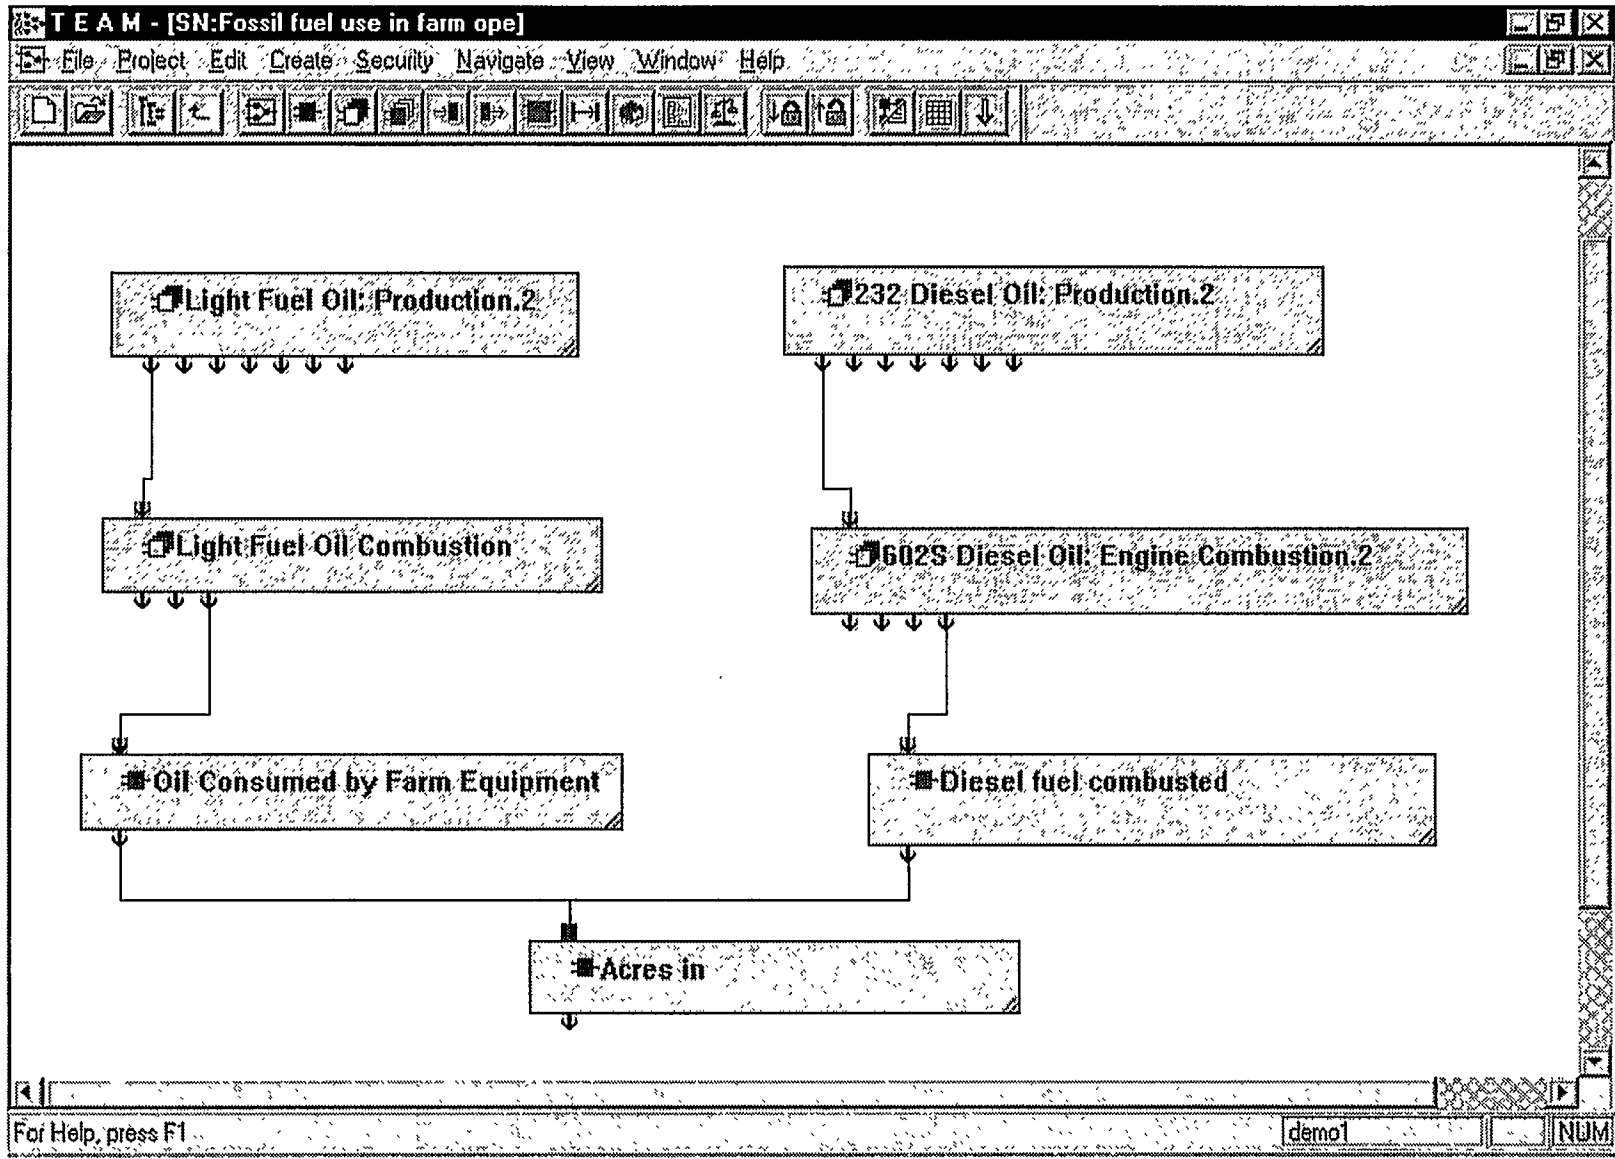 T E A M - [SN:Fossil fuel use in farm ope]
File Project Edit Create Security Navigate View Window Help
Light Fuel Oil: Production.2
232 Diesel Oil: Production.2
Light Fuel Oil Combustion
602S Diesel Oil: Engine Combustion.2
Oil Consumed by Farm Equipment
Diesel fuel combusted
Acres in
For Help, press F1
demo1
NUM